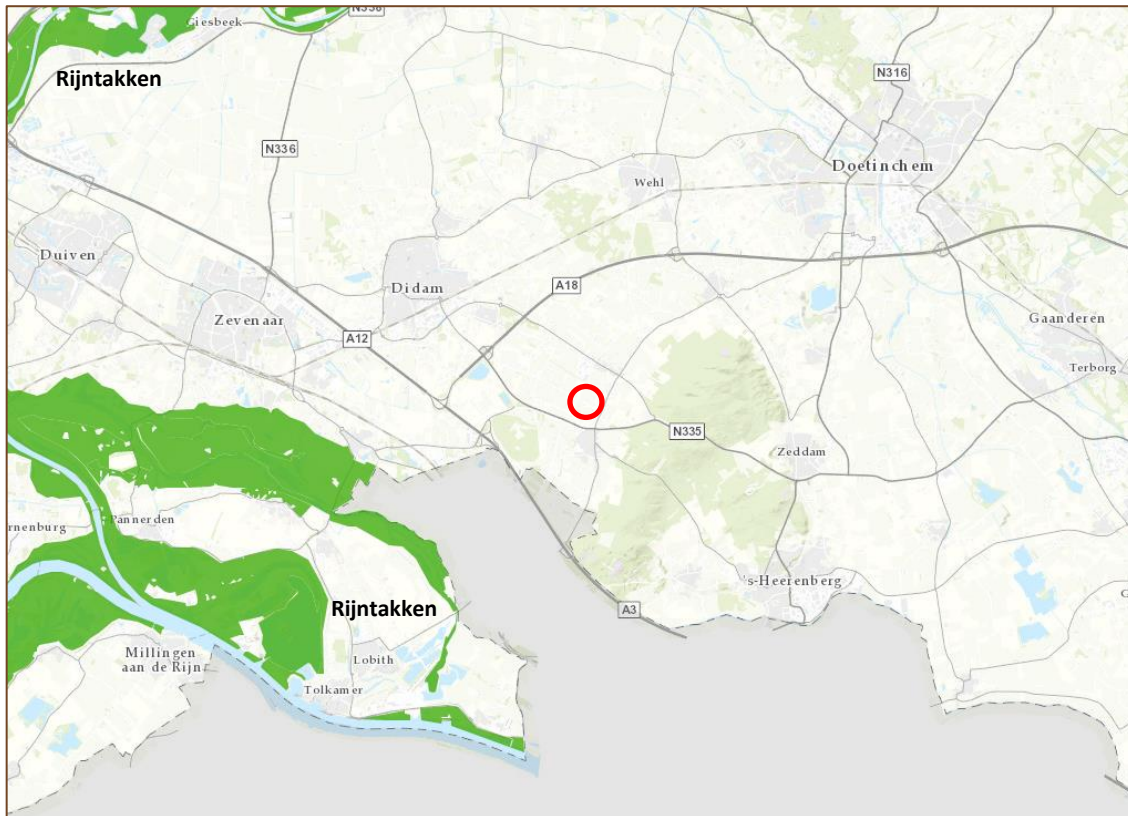 N338
Giesbeek
Rijntakken
N316
N336
Doetinchem
Wehl
Duiven
Didam
A18
Zevenaar
Gaanderen
A12
Terborg
N335
Zeddam
Pannerden
rnenburg
's-Heerenberg
Rijntakken
A3
G
Millingen
aan de Rijn
Lobith
Tolkamer